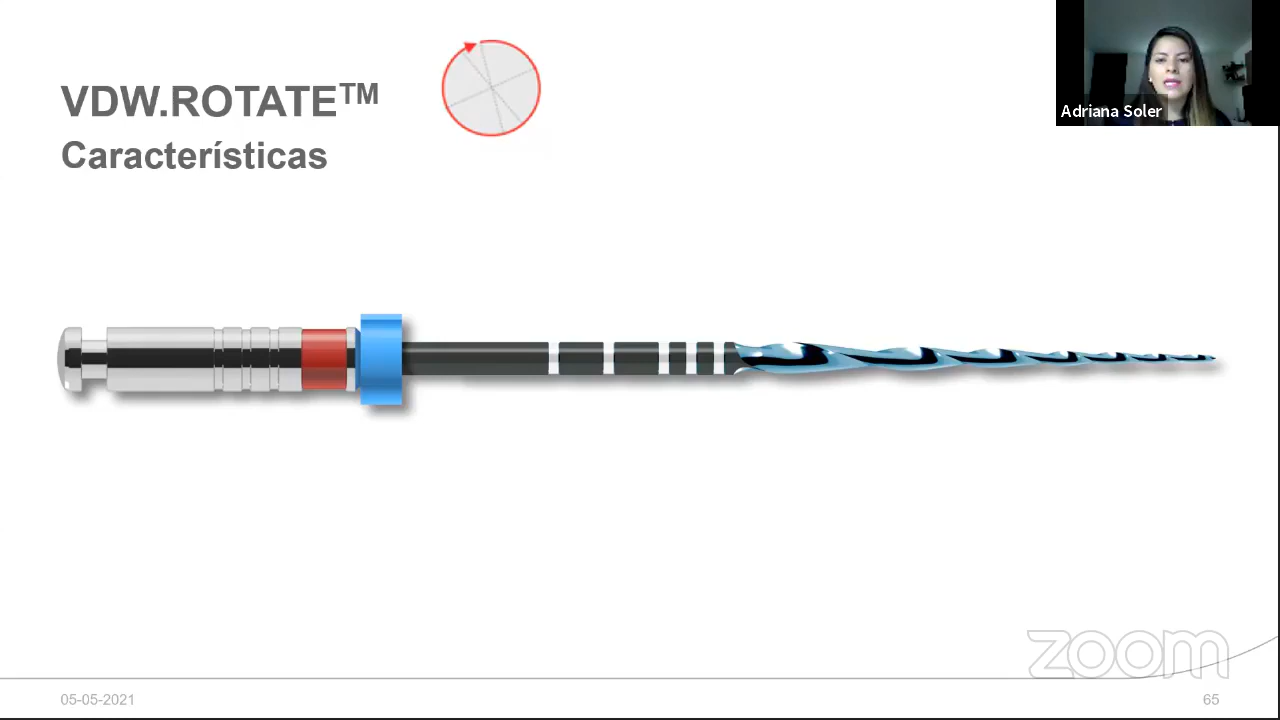 VDW.ROTATE™
Características
Adriana Soler
zoom
05-05-2021
65